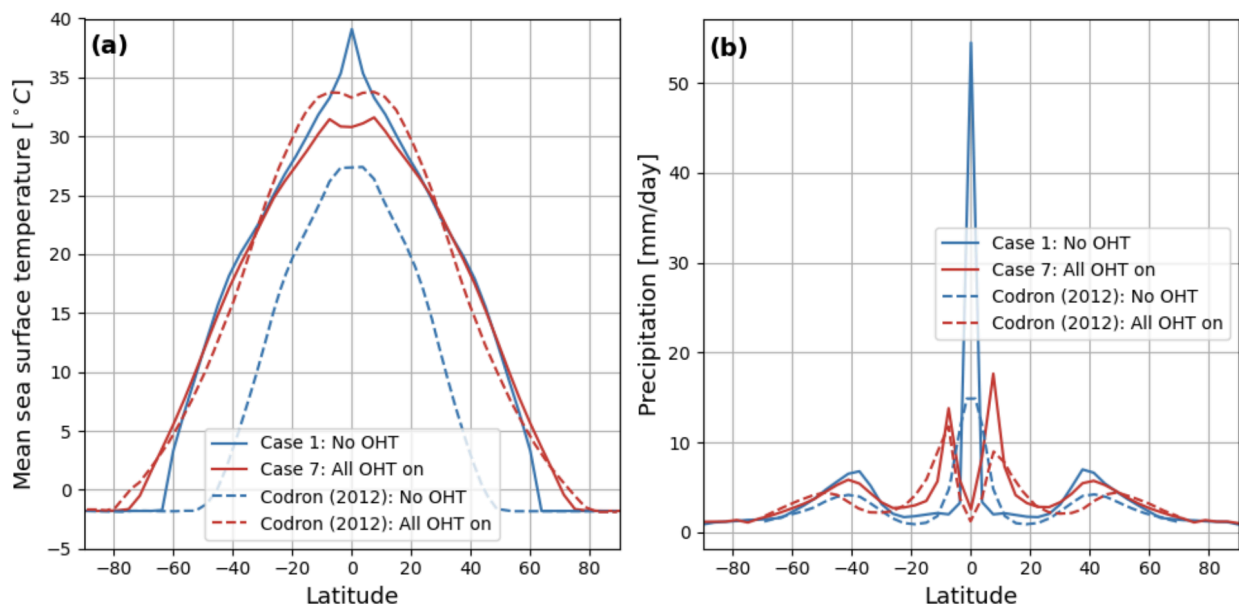 (a)
Mean sea surface temperature [ °C]
40
35
30
25
20
15
10
5
0
−5
Case 1: No OHT
Case 7: All OHT on
Codron (2012): No OHT
Codron (2012): All OHT on
−80 −60 −40 −20 0 20 40 60 80
Latitude
(b)
Precipitation [mm/day]
50
40
30
20
10
0
Case 1: No OHT
Case 7: All OHT on
Codron (2012): No OHT
Codron (2012): All OHT on
−80 −60 −40 −20 0 20 40 60 80
Latitude